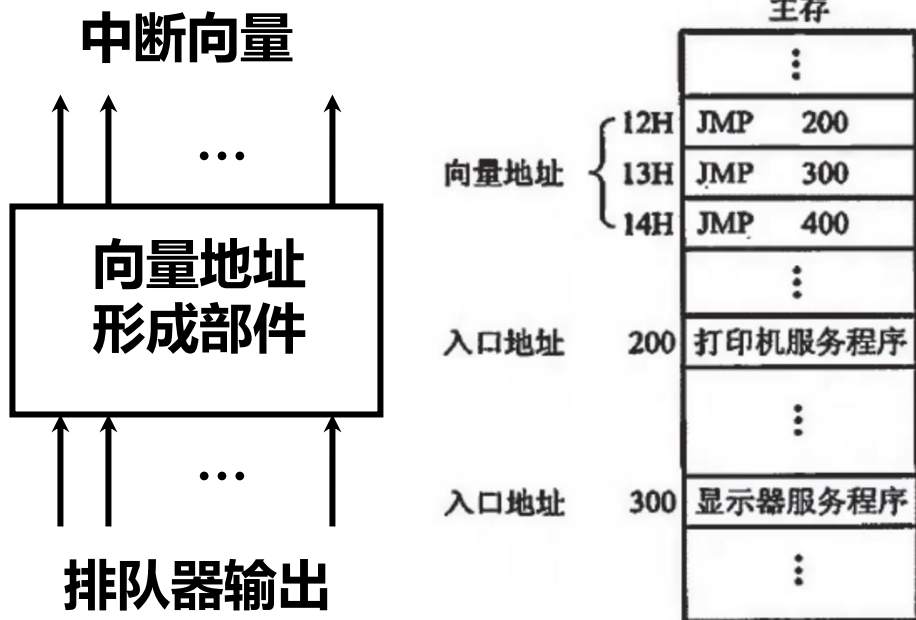 中断向量
...
向量地址
形成部件
...
排队器输出
主存
⋮
向量地址
12H JMP 200
13H JMP 300
14H JMP 400
⋮
入口地址 200 打印机服务程序
⋮
入口地址 300 显示器服务程序
⋮